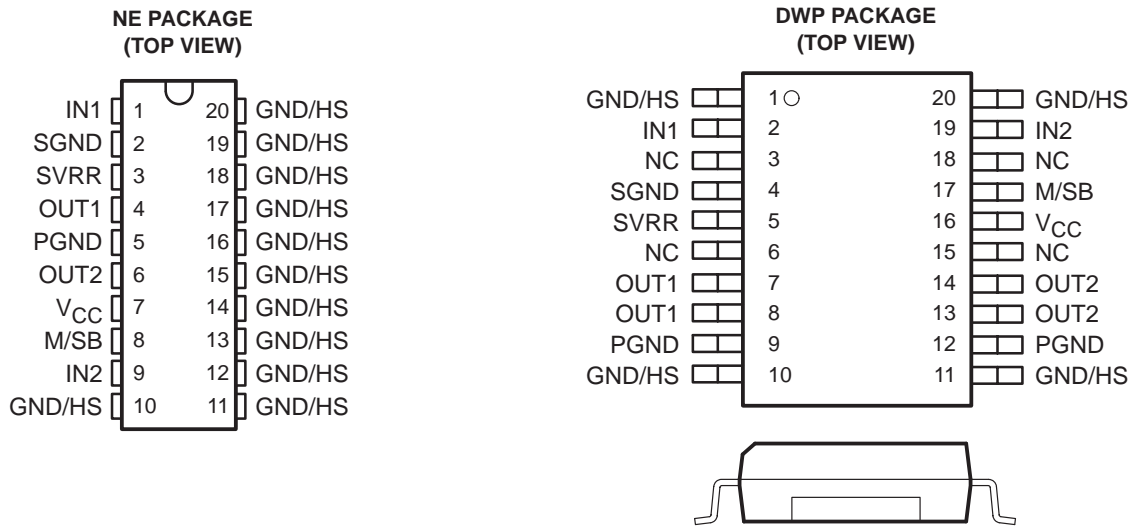 NE PACKAGE
(TOP VIEW)
IN1 1 20 GND/HS
SGND 2 19 GND/HS
SVRR 3 18 GND/HS
OUT1 4 17 GND/HS
PGND 5 16 GND/HS
OUT2 6 15 GND/HS
VCC 7 14 GND/HS
M/SB 8 13 GND/HS
IN2 9 12 GND/HS
GND/HS 10 11 GND/HS
DWP PACKAGE
(TOP VIEW)
GND/HS 1 20 GND/HS
IN1 2 19 IN2
NC 3 18 NC
SGND 4 17 M/SB
SVRR 5 16 VCC
NC 6 15 NC
OUT1 7 14 OUT2
OUT1 8 13 OUT2
PGND 9 12 PGND
GND/HS 10 11 GND/HS